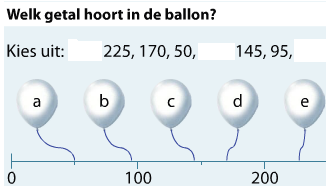 Welk getal hoort in de ballon?
Kies uit: 225, 170, 50, 145, 95,
a b c d e
0 100 200